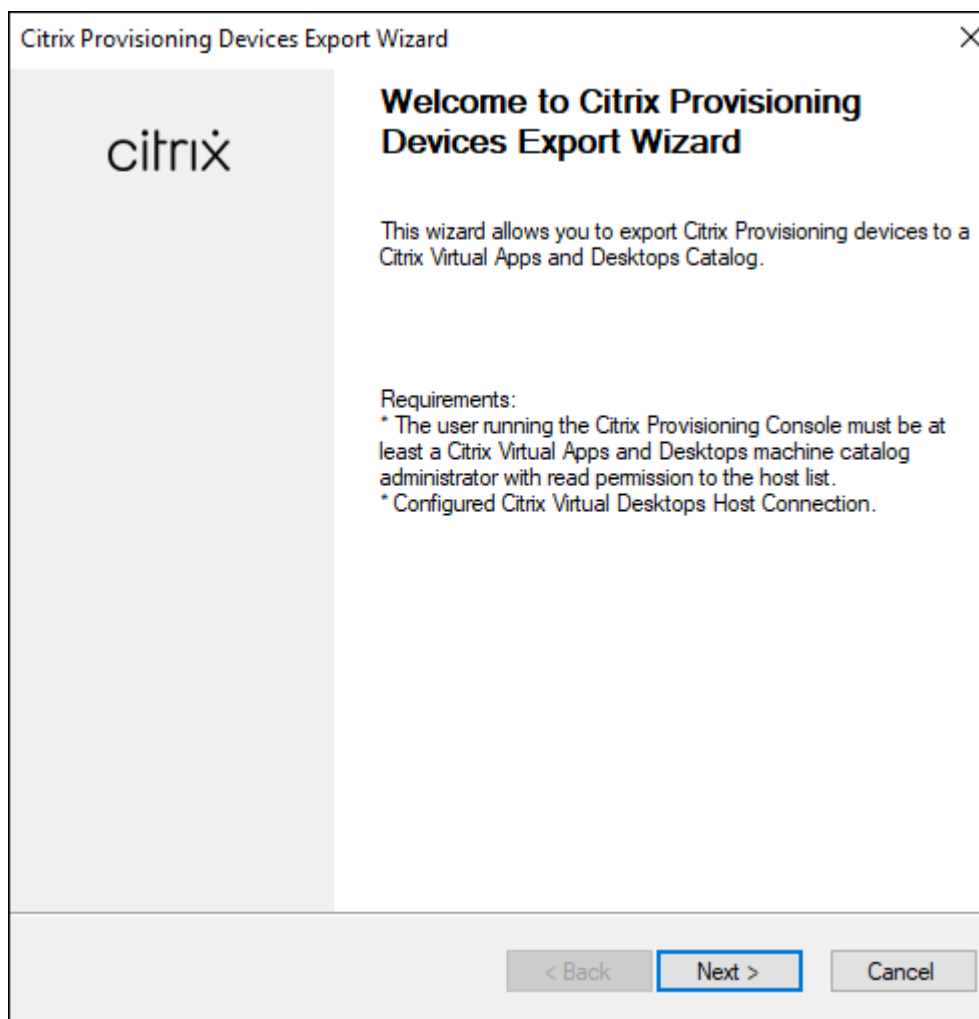 Citrix Provisioning Devices Export Wizard
citrix
Welcome to Citrix Provisioning
Devices Export Wizard
This wizard allows you to export Citrix Provisioning devices to a
Citrix Virtual Apps and Desktops Catalog.
Requirements:
* The user running the Citrix Provisioning Console must be at
least a Citrix Virtual Apps and Desktops machine catalog
administrator with read permission to the host list.
* Configured Citrix Virtual Desktops Host Connection.
< Back
Next >
Cancel